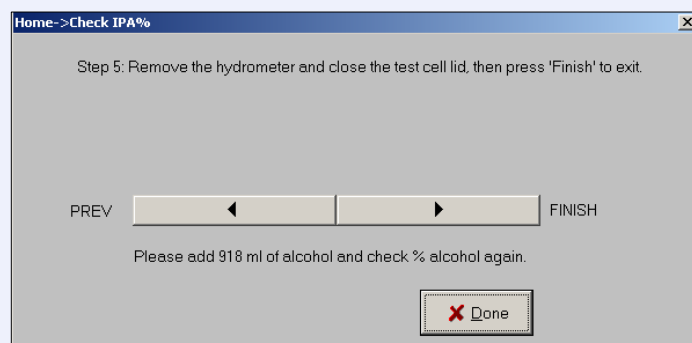 Home->Check IPA%
Step 5: Remove the hydrometer and close the test cell lid, then press 'Finish' to exit.
PREV FINISH
Please add 918 ml of alcohol and check % alcohol again.
Done